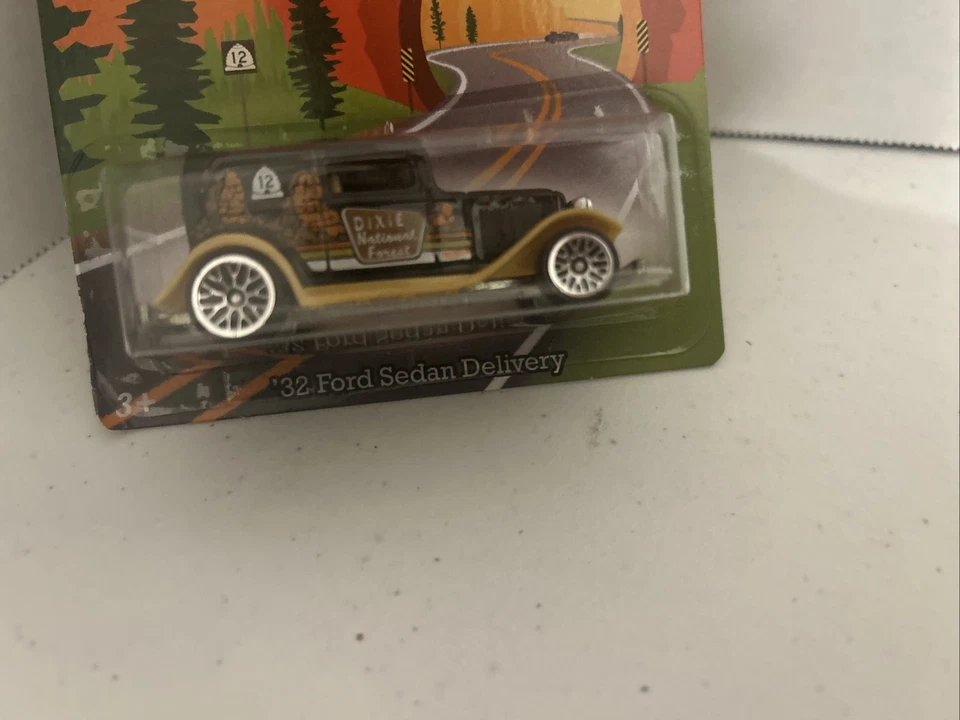 12
12
DIXIE
National
Forest
'32 Ford Sedan Delivery
3+